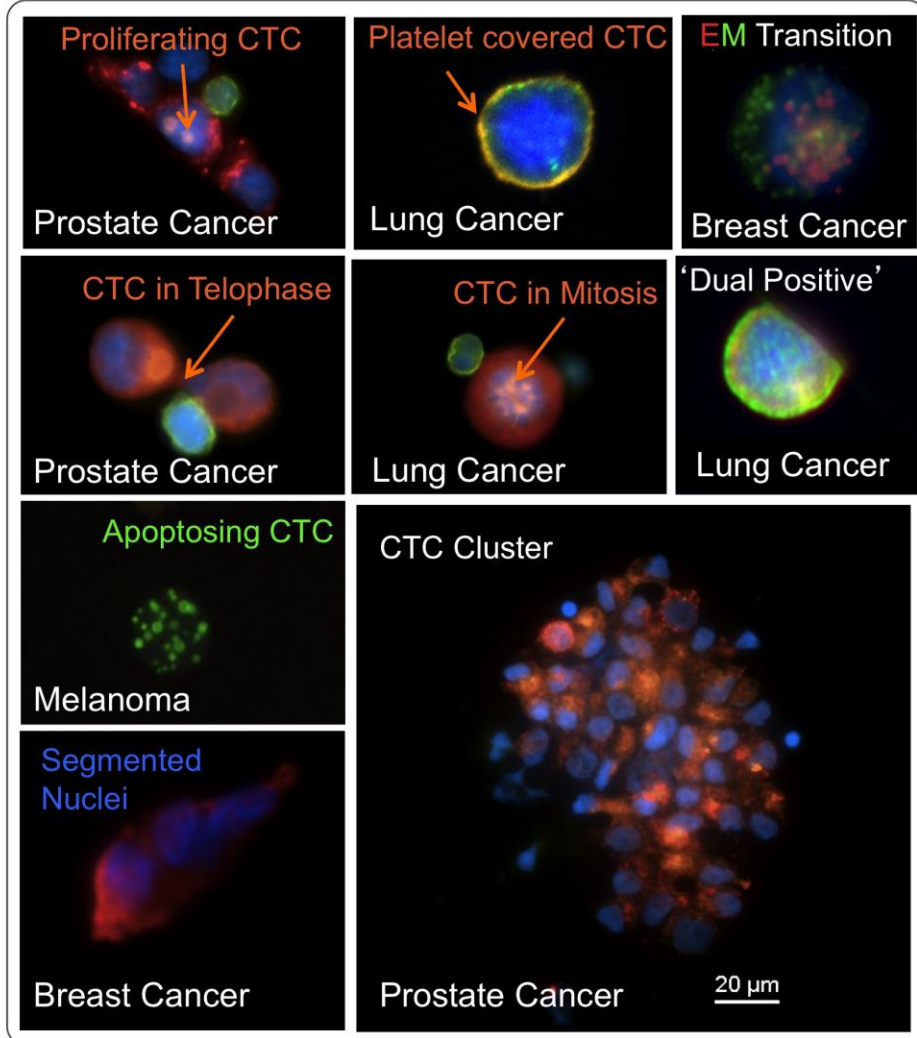 Proliferating CTC
Prostate Cancer
Platelet covered CTC
Lung Cancer
EM Transition
Breast Cancer
CTC in Telophase
Prostate Cancer
CTC in Mitosis
Lung Cancer
‘Dual Positive’
Lung Cancer
Apoptosing CTC
Melanoma
Segmented
Nuclei
Breast Cancer
CTC Cluster
Prostate Cancer
20 µm